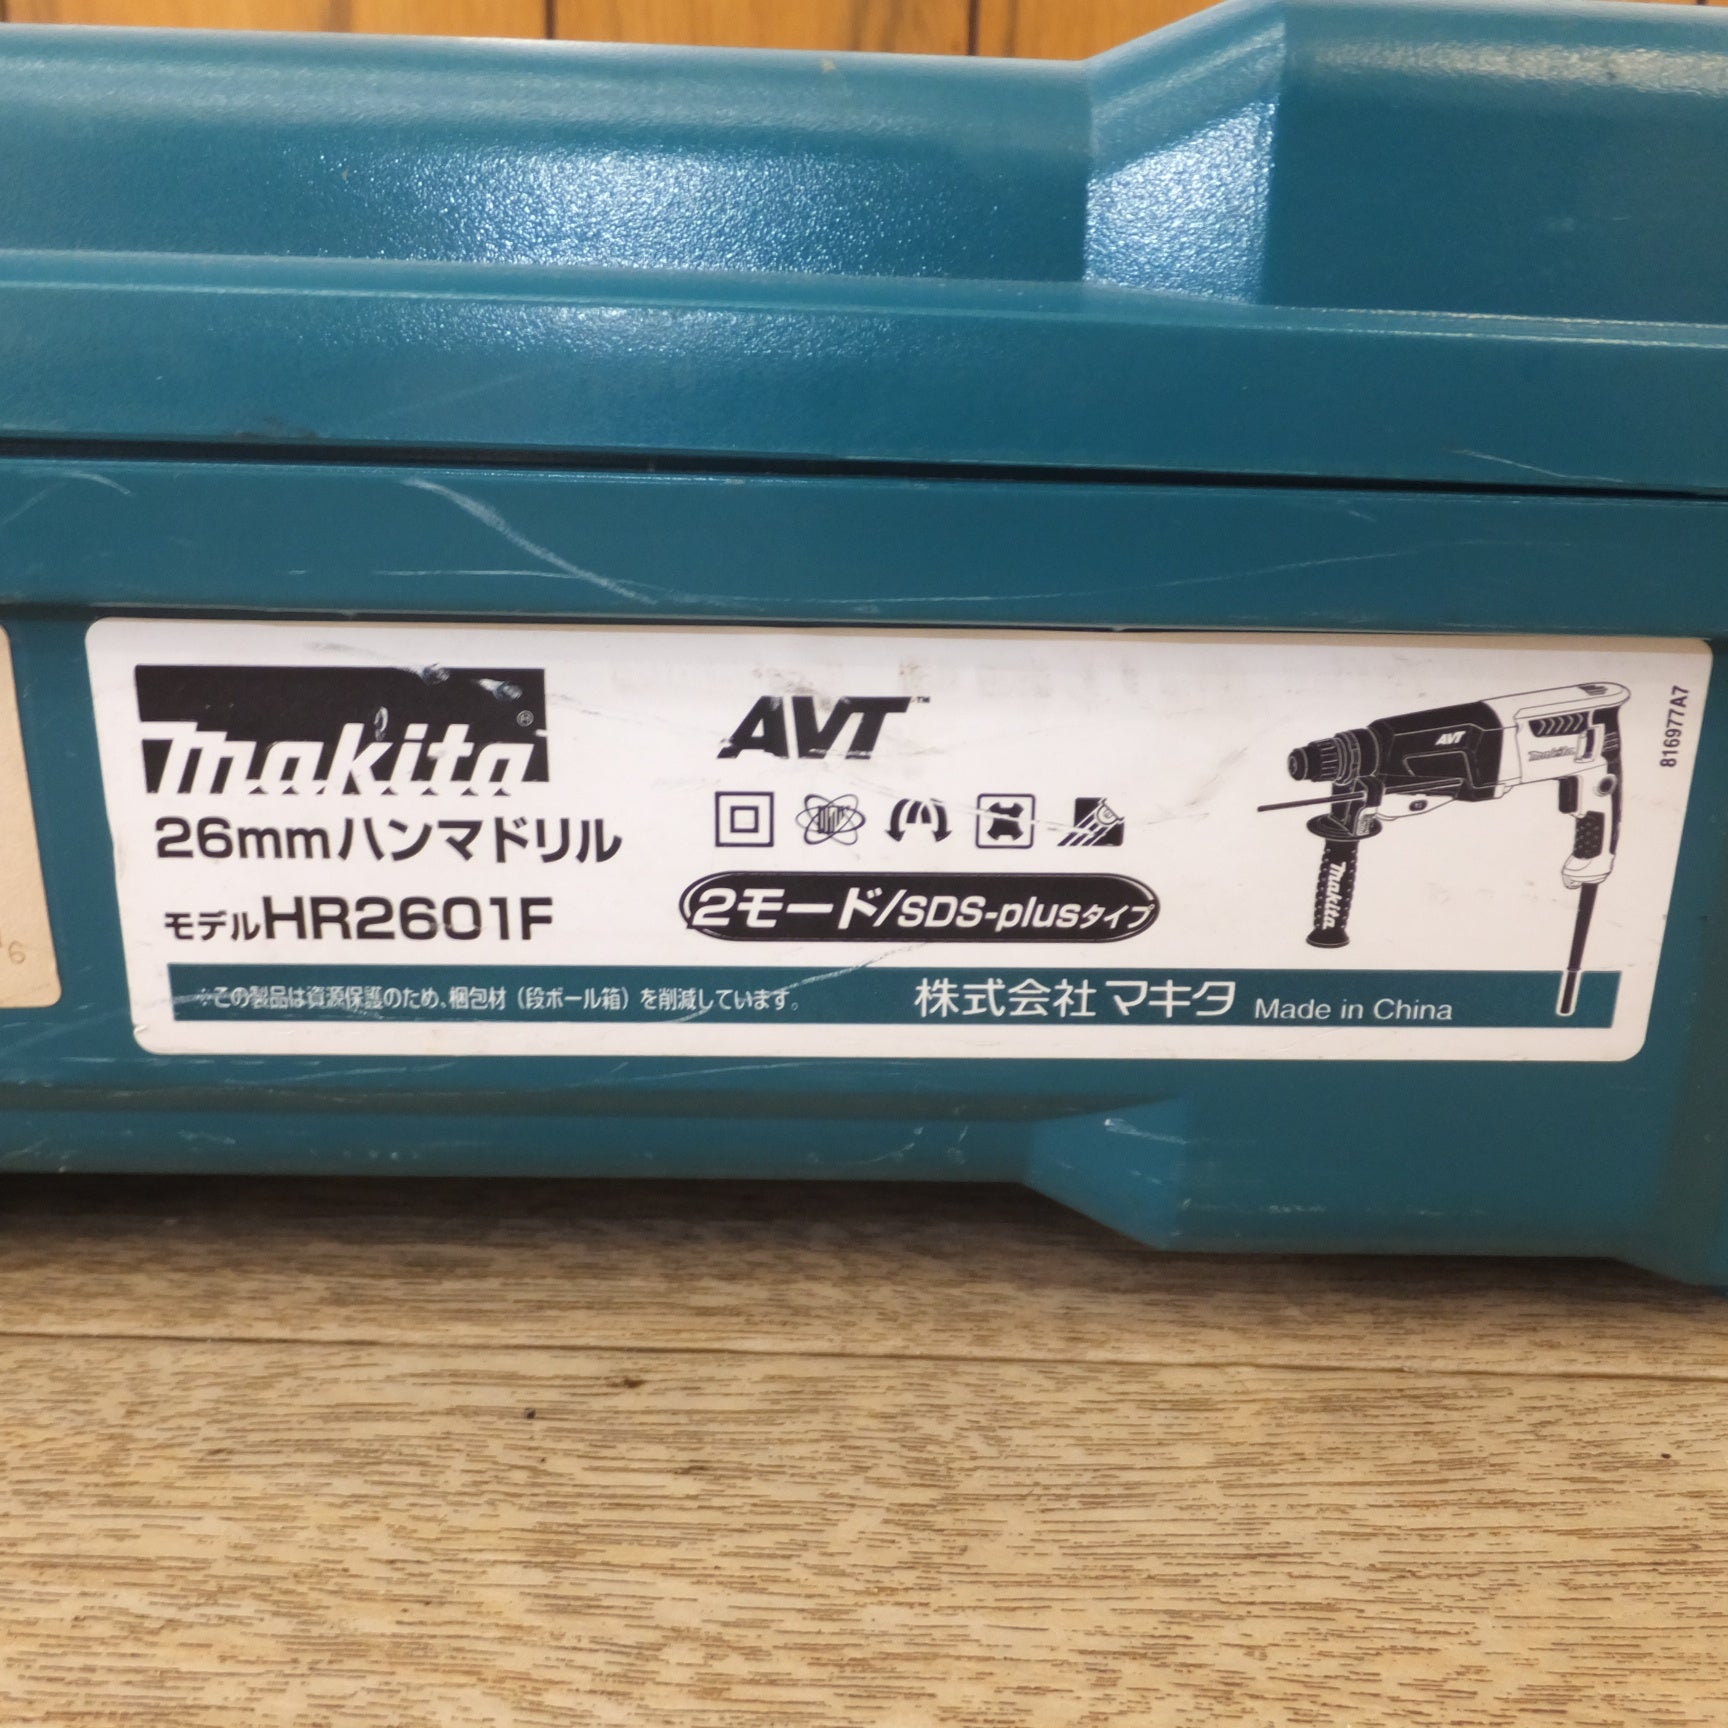 makita®
26mmハンマドリル
モデルHR2601F
AVT™
2モード/SDS-plusタイプ
AVT
makita
816977A7
※この製品は資源保護のため、梱包材（段ボール箱）を削減しています。
株式会社マキタ Made in China
6